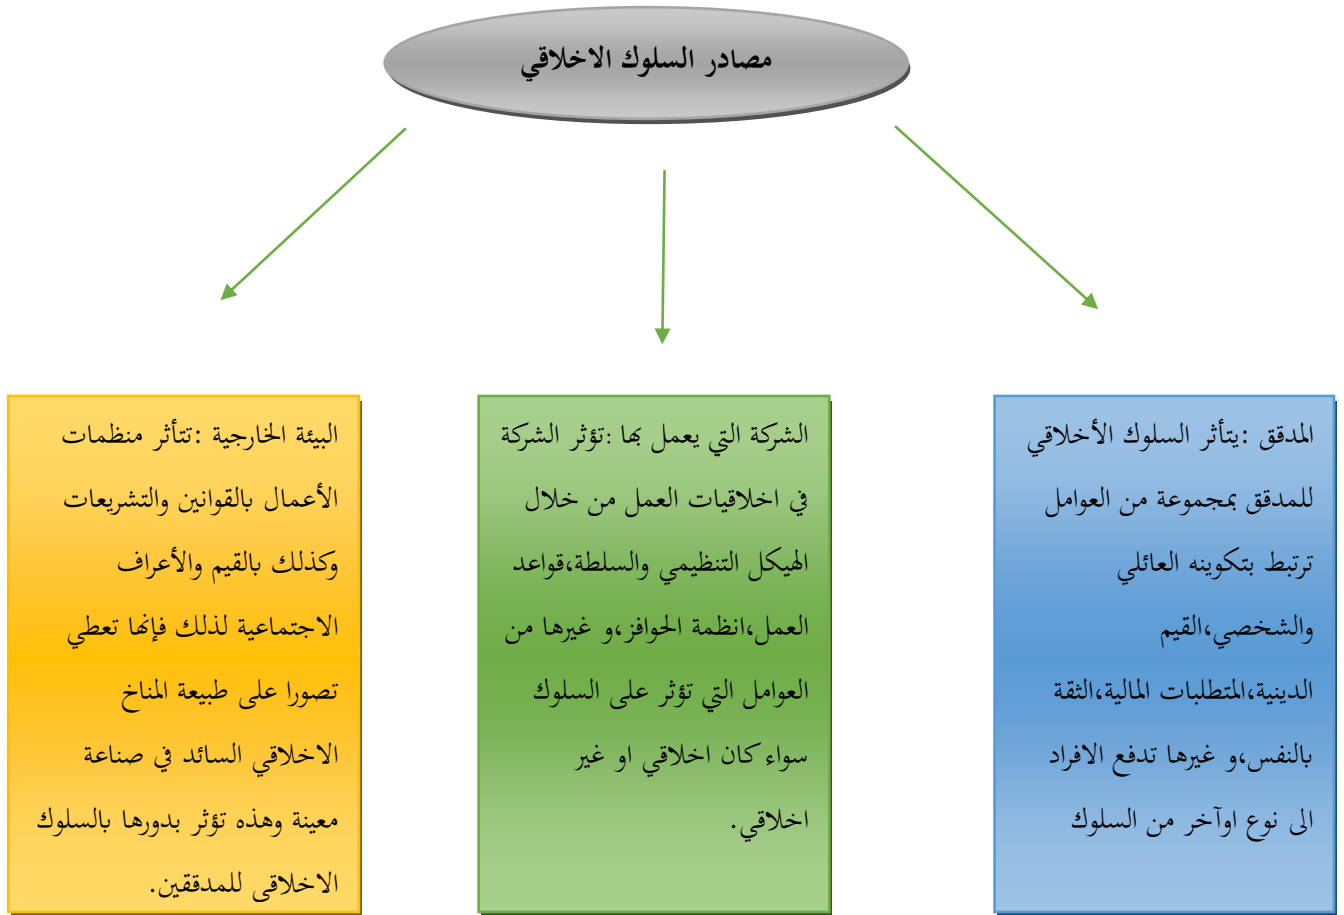 مصادر السلوك الاخلاقي
المدقق :يتأثر السلوك الأخلاقي
للمدقق بمجموعة من العوامل
ترتبط بتكوينه العائلي
والشخصي،القيم
الدينية،المتطلبات المالية،الثقة
بالنفس،و غيرها تدفع الافراد
الى نوع اوآخر من السلوك
الشركة التي يعمل بها :تؤثر الشركة
في اخلاقيات العمل من خلال
الهيكل التنظيمي والسلطة،قواعد
العمل،انظمة الحوافز،و غيرها من
العوامل التي تؤثر على السلوك
سواء كان اخلاقي او غير
اخلاقي.
البيئة الخارجية :تتأثر منظمات
الأعمال بالقوانين والتشريعات
وكذلك بالقيم والأعراف
الاجتماعية لذلك فإنها تعطي
تصورا على طبيعة المناخ
الاخلاقي السائد في صناعة
معينة وهذه تؤثر بدورها بالسلوك
الاخلاقي للمدققين.